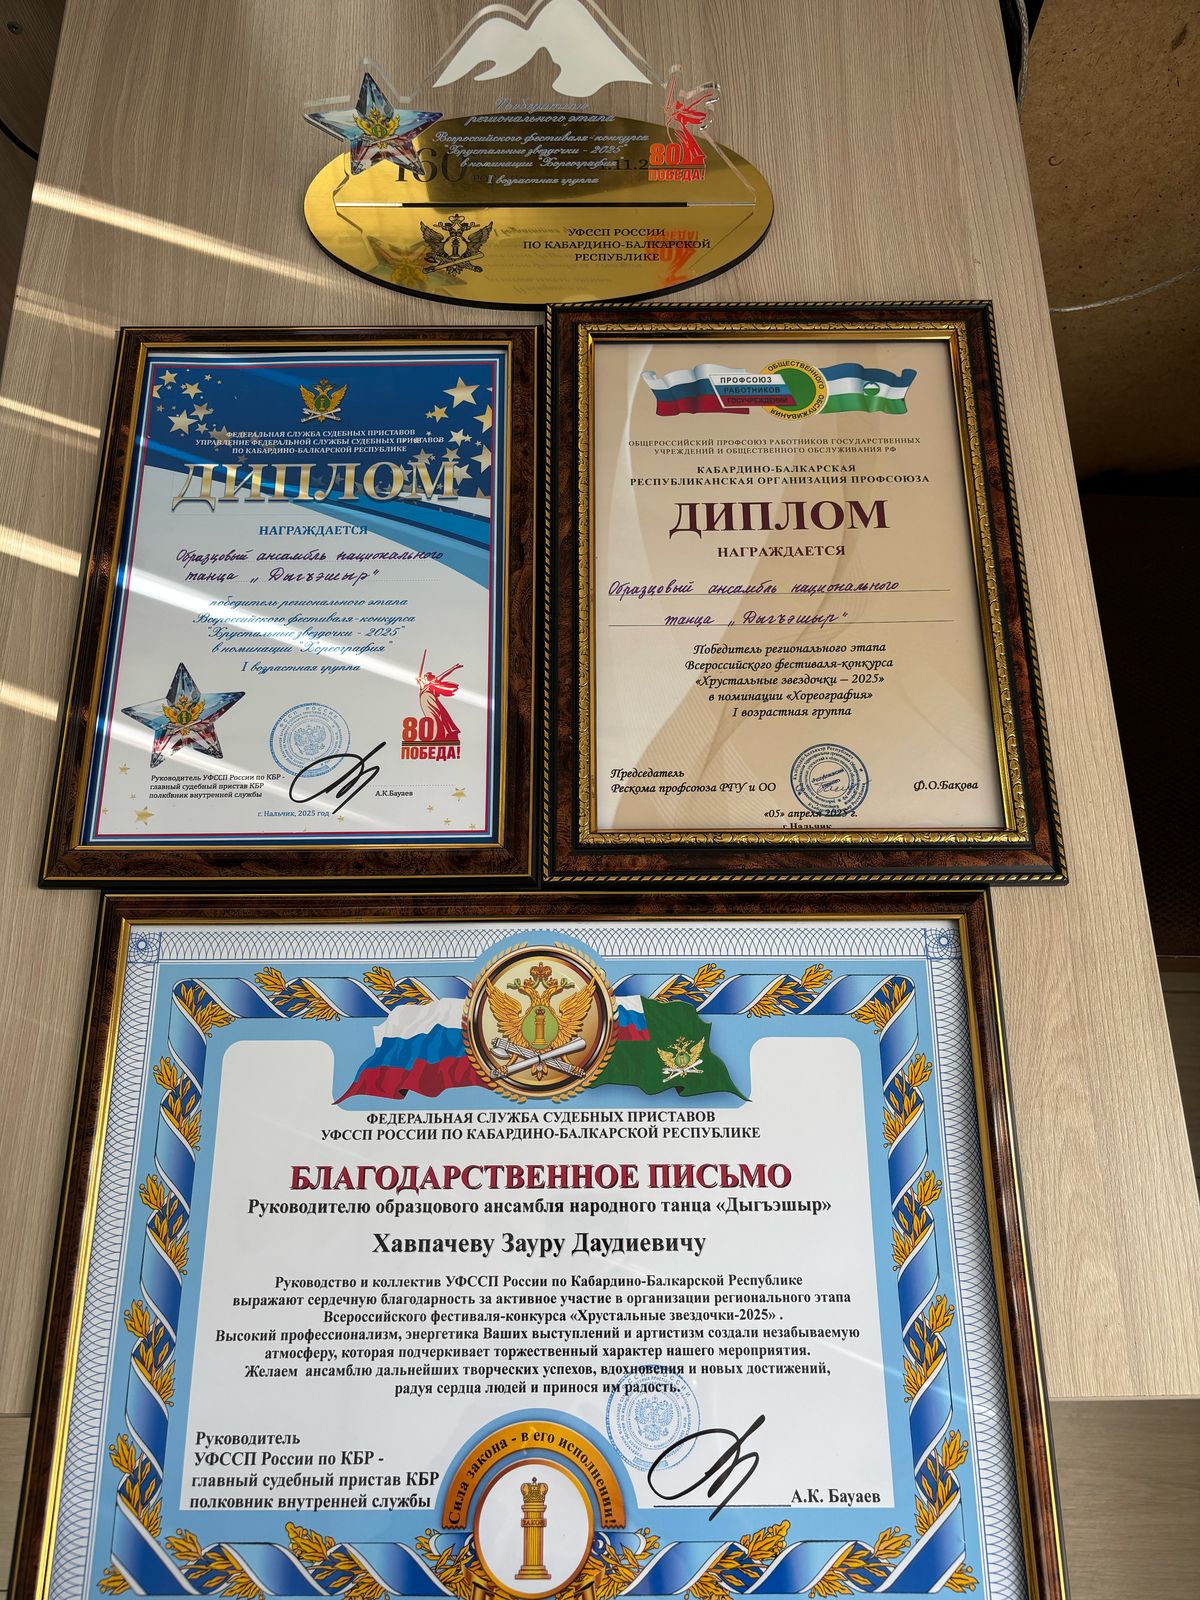 Победитель
регионального этапа
Всероссийского фестиваля-конкурса
"Хрустальные звездочки - 2025"
в номинации "Хореография"
I возрастная группа
160
80
ПОБЕДА!
УФССП РОССИИ
ПО КАБАРДИНО-БАЛКАРСКОЙ
РЕСПУБЛИКЕ
ФЕДЕРАЛЬНАЯ СЛУЖБА СУДЕБНЫХ ПРИСТАВОВ
УПРАВЛЕНИЕ ФЕДЕРАЛЬНОЙ СЛУЖБЫ СУДЕБНЫХ ПРИСТАВОВ
ПО КАБАРДИНО-БАЛКАРСКОЙ РЕСПУБЛИКЕ
ДИПЛОМ
НАГРАЖДАЕТСЯ
Образцовый ансамбль национального
танца „Дыгъэшыр"
победитель регионального этапа
Всероссийского фестиваля-конкурса
"Хрустальные звездочки - 2025"
в номинации "Хореография"
I возрастная группа
80
ПОБЕДА!
Руководитель УФССП России по КБР -
главный судебный пристав КБР
полковник внутренней службы
А.К.Бауаев
г. Нальчик, 2025 год
ПРОФСОЮЗ
РАБОТНИКОВ
ГОСУЧРЕЖДЕНИЙ
ОБЩЕСТВЕННОГО
ОБСЛУЖИВАНИЯ РФ
ОБЩЕРОССИЙСКИЙ ПРОФСОЮЗ РАБОТНИКОВ ГОСУДАРСТВЕННЫХ
УЧРЕЖДЕНИЙ И ОБЩЕСТВЕННОГО ОБСЛУЖИВАНИЯ РФ
КАБАРДИНО-БАЛКАРСКАЯ
РЕСПУБЛИКАНСКАЯ ОРГАНИЗАЦИЯ ПРОФСОЮЗА
ДИПЛОМ
НАГРАЖДАЕТСЯ
Образцовый ансамбль национального
танца „Дыгъэшыр"
Победитель регионального этапа
Всероссийского фестиваля-конкурса
«Хрустальные звездочки – 2025»
в номинации «Хореография»
I возрастная группа
Председатель
Рескома профсоюза РГУ и ОО
Ф.О.Бакова
«05» апреля 2025 г.
г. Нальчик
ФЕДЕРАЛЬНАЯ СЛУЖБА СУДЕБНЫХ ПРИСТАВОВ
УФССП РОССИИ ПО КАБАРДИНО-БАЛКАРСКОЙ РЕСПУБЛИКЕ
БЛАГОДАРСТВЕННОЕ ПИСЬМО
Руководителю образцового ансамбля народного танца «Дыгъэшыр»
Хавпачеву Зауру Даудиевичу
Руководство и коллектив УФССП России по Кабардино-Балкарской Республике
выражают сердечную благодарность за активное участие в организации регионального этапа
Всероссийского фестиваля-конкурса «Хрустальные звездочки-2025» .
Высокий профессионализм, энергетика Ваших выступлений и артистизм создали незабываемую
атмосферу, которая подчеркивает торжественный характер нашего мероприятия.
Желаем ансамблю дальнейших творческих успехов, вдохновения и новых достижений,
радуя сердца людей и принося им радость.
Руководитель
УФССП России по КБР -
главный судебный пристав КБР
полковник внутренней службы
А.К. Бауаев
Сила закона - в его исполнении!
ЗАКОН